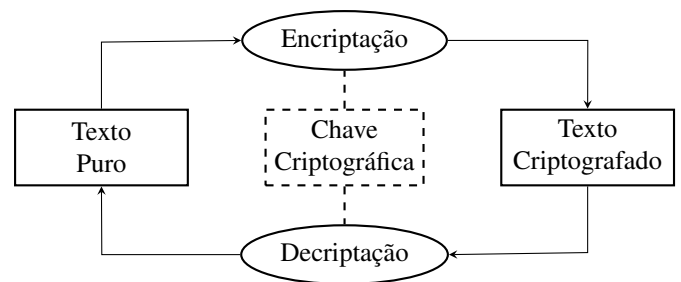 Encriptação
Texto
Puro
Chave
Criptográfica
Texto
Criptografado
Decriptação